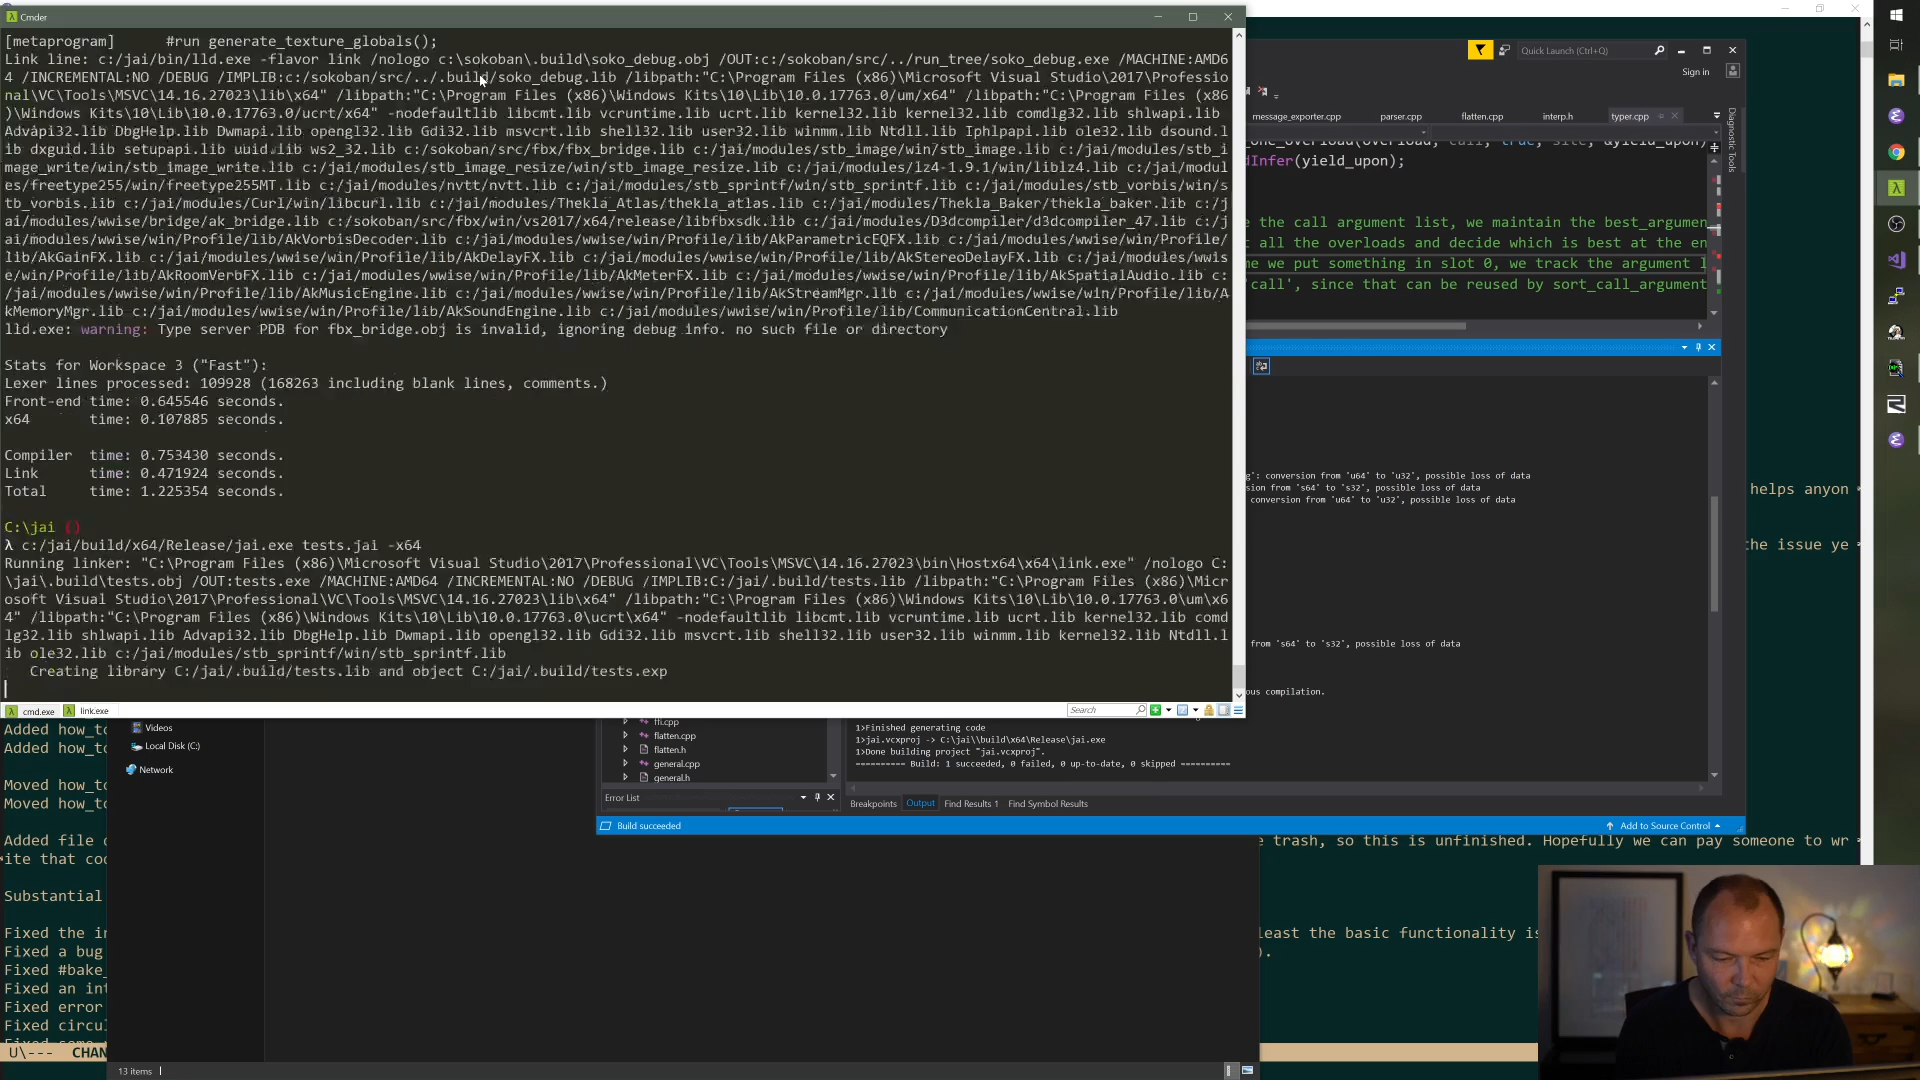 Cmder
[metaprogram]      #run generate_texture_globals();
Link line: c:/jai/bin/lld.exe -flavor link /nologo c:\sokoban\.build\soko_debug.obj /OUT:c:/sokoban/src/../run_tree/soko_debug.exe /MACHINE:AMD6
4 /INCREMENTAL:NO /DEBUG /IMPLIB:c:/sokoban/src/../.build/soko_debug.lib /libpath:"C:\Program Files (x86)\Microsoft Visual Studio\2017\Professio
nal\VC\Tools\MSVC\14.16.27023\lib\x64" /libpath:"C:\Program Files (x86)\Windows Kits\10\Lib\10.0.17763.0/um/x64" /libpath:"C:\Program Files (x86
)\Windows Kits\10\Lib\10.0.17763.0/ucrt/x64" -nodefaultlib libcmt.lib vcruntime.lib ucrt.lib kernel32.lib kernel32.lib comdlg32.lib shlwapi.lib
Advapi32.lib DbgHelp.lib Dwmapi.lib opengl32.lib Gdi32.lib msvcrt.lib shell32.lib user32.lib winmm.lib Ntdll.lib Iphlpapi.lib ole32.lib dsound.l
ib dxguid.lib setupapi.lib uuid.lib ws2_32.lib c:/sokoban/src/fbx/fbx_bridge.lib c:/jai/modules/stb_image/win/stb_image.lib c:/jai/modules/stb_i
mage_write/win/stb_image_write.lib c:/jai/modules/stb_image_resize/win/stb_image_resize.lib c:/jai/modules/lz4-1.9.1/win/liblz4.lib c:/jai/modul
es/freetype255/win/freetype255MT.lib c:/jai/modules/nvtt/nvtt.lib c:/jai/modules/stb_sprintf/win/stb_sprintf.lib c:/jai/modules/stb_vorbis/win/s
tb_vorbis.lib c:/jai/modules/Curl/win/libcurl.lib c:/jai/modules/Thekla_Atlas/thekla_atlas.lib c:/jai/modules/Thekla_Baker/thekla_baker.lib c:/j
ai/modules/wwise/bridge/ak_bridge.lib c:/sokoban/src/fbx/win/vs2017/x64/release/libfbxsdk.lib c:/jai/modules/D3dcompiler/d3dcompiler_47.lib c:/j
ai/modules/wwise/win/Profile/lib/AkVorbisDecoder.lib c:/jai/modules/wwise/win/Profile/lib/AkParametricEQFX.lib c:/jai/modules/wwise/win/Profile/
lib/AkGainFX.lib c:/jai/modules/wwise/win/Profile/lib/AkDelayFX.lib c:/jai/modules/wwise/win/Profile/lib/AkStereoDelayFX.lib c:/jai/modules/wwis
e/win/Profile/lib/AkRoomVerbFX.lib c:/jai/modules/wwise/win/Profile/lib/AkMeterFX.lib c:/jai/modules/wwise/win/Profile/lib/AkSpatialAudio.lib c:
/jai/modules/wwise/win/Profile/lib/AkMusicEngine.lib c:/jai/modules/wwise/win/Profile/lib/AkStreamMgr.lib c:/jai/modules/wwise/win/Profile/lib/A
kMemoryMgr.lib c:/jai/modules/wwise/win/Profile/lib/AkSoundEngine.lib c:/jai/modules/wwise/win/Profile/lib/CommunicationCentral.lib
lld.exe: warning: Type server PDB for fbx_bridge.obj is invalid, ignoring debug info. no such file or directory
Stats for Workspace 3 ("Fast"):
Lexer lines processed: 109928 (168263 including blank lines, comments.)
Front-end time: 0.645546 seconds.
x64       time: 0.107885 seconds.
Compiler  time: 0.753430 seconds.
Link      time: 0.471924 seconds.
Total     time: 1.225354 seconds.
C:\jai ()
λ c:/jai/build/x64/Release/jai.exe tests.jai -x64
Running linker: "C:\Program Files (x86)\Microsoft Visual Studio\2017\Professional\VC\Tools\MSVC\14.16.27023\bin\Hostx64\x64\link.exe" /nologo C:
\jai\.build\tests.obj /OUT:tests.exe /MACHINE:AMD64 /INCREMENTAL:NO /DEBUG /IMPLIB:C:/jai/.build/tests.lib /libpath:"C:\Program Files (x86)\Micr
osoft Visual Studio\2017\Professional\VC\Tools\MSVC\14.16.27023\lib\x64" /libpath:"C:\Program Files (x86)\Windows Kits\10\Lib\10.0.17763.0\um\x6
4" /libpath:"C:\Program Files (x86)\Windows Kits\10\Lib\10.0.17763.0\ucrt\x64" -nodefaultlib libcmt.lib vcruntime.lib ucrt.lib kernel32.lib comd
lg32.lib shlwapi.lib Advapi32.lib DbgHelp.lib Dwmapi.lib opengl32.lib Gdi32.lib msvcrt.lib shell32.lib user32.lib winmm.lib kernel32.lib Ntdll.l
ib ole32.lib c:/jai/modules/stb_sprintf/win/stb_sprintf.lib
   Creating library C:/jai/.build/tests.lib and object C:/jai/.build/tests.exp
cmd.exe link.exe
Search
Quick Launch (Ctrl+Q)
Sign in
message_exporter.cpp parser.cpp flatten.cpp interp.h typer.cpp
Diagnostic Tools
_one_overload(overload, call, true, site, &yield_upon)
dInfer(yield_upon);
e the call argument list, we maintain the best_argumen
t all the overloads and decide which is best at the en
me we put something in slot 0, we track the argument l
'call', since that can be reused by sort_call_argument
g': conversion from 'u64' to 'u32', possible loss of data
sion from 's64' to 's32', possible loss of data
conversion from 'u64' to 'u32', possible loss of data
helps anyon
the issue ye
from 's64' to 's32', possible loss of data
ous compilation.
ffi.cpp
flatten.cpp
flatten.h
general.cpp
general.h
1>Finished generating code
1>jai.vcxproj -> C:\jai\\build\x64\Release\jai.exe
1>Done building project "jai.vcxproj".
========== Build: 1 succeeded, 0 failed, 0 up-to-date, 0 skipped ==========
Error List
Breakpoints Output Find Results 1 Find Symbol Results
Build succeeded
Add to Source Control
Videos
Local Disk (C:)
Network
Added how_to
Added how_to
Moved how_to
Moved how_to
Added file o
e trash, so this is unfinished. Hopefully we can pay someone to wr
ite that cod
Substantial
Fixed the in
least the basic functionality is
Fixed a bug
).
Fixed #bake_
Fixed an int
Fixed error
Fixed circul
U\--- CHAN
13 items